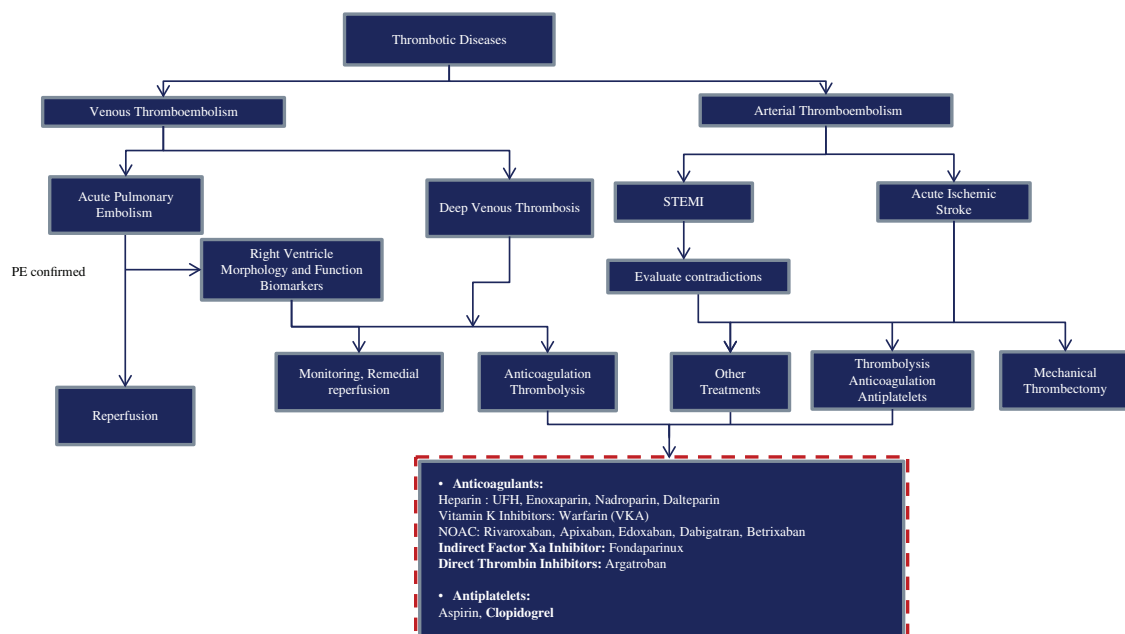 Thrombotic Diseases
Venous Thromboembolism
Arterial Thromboembolism
Acute Pulmonary
Embolism
Deep Venous Thrombosis
STEMI
Acute Ischemic
Stroke
PE confirmed
Right Ventricle
Morphology and Function
Biomarkers
Evaluate contradictions
Reperfusion
Monitoring, Remedial
reperfusion
Anticoagulation
Thrombolysis
Other
Treatments
Thrombolysis
Anticoagulation
Antiplatelets
Mechanical
Thrombectomy
• Anticoagulants:
Heparin : UFH, Enoxaparin, Nadroparin, Dalteparin
Vitamin K Inhibitors: Warfarin (VKA)
NOAC: Rivaroxaban, Apixaban, Edoxaban, Dabigatran, Betrixaban
Indirect Factor Xa Inhibitor: Fondaparinux
Direct Thrombin Inhibitors: Argatroban
• Antiplatelets:
Aspirin, Clopidogrel